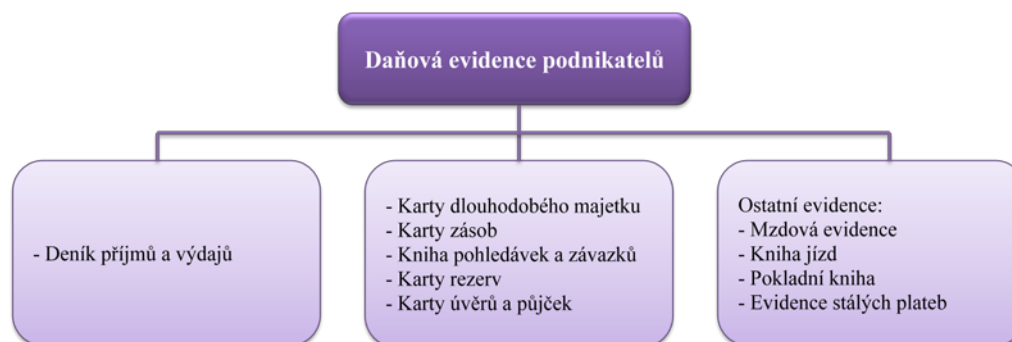 Daňová evidence podnikatelů
- Deník příjmů a výdajů
- Karty dlouhodobého majetku
- Karty zásob
- Kniha pohledávek a závazků
- Karty rezerv
- Karty úvěrů a půjček
Ostatní evidence:
- Mzdová evidence
- Kniha jízd
- Pokladní kniha
- Evidence stálých plateb